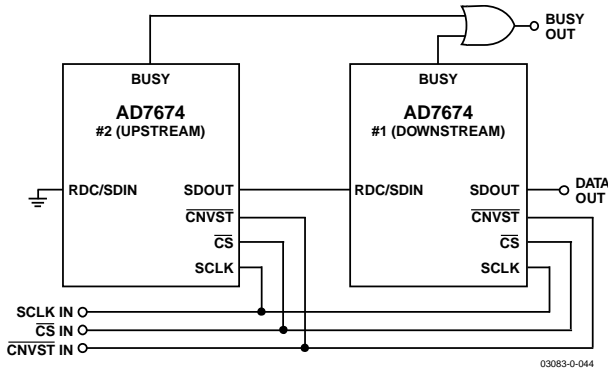 BUSY
OUT
BUSY
AD7674
#2 (UPSTREAM)
RDC/SDIN
SDOUT
CNVST
CS
SCLK
BUSY
AD7674
#1 (DOWNSTREAM)
RDC/SDIN
SDOUT
CNVST
CS
SCLK
DATA
OUT
SCLK IN
CS IN
CNVST IN
03083-0-044